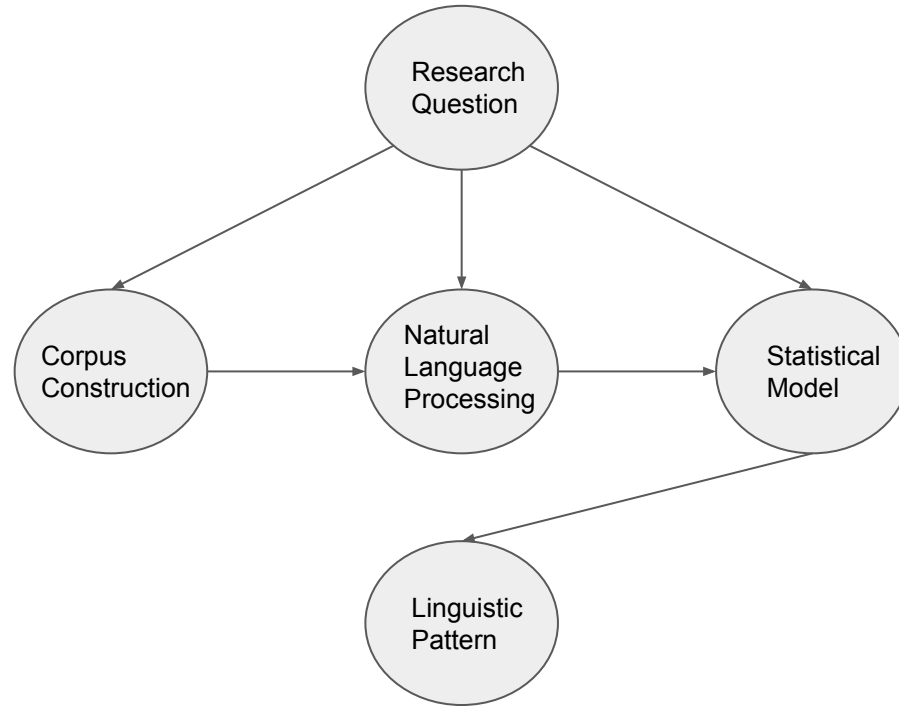 Research
Question
Corpus
Construction
Natural
Language
Processing
Statistical
Model
Linguistic
Pattern